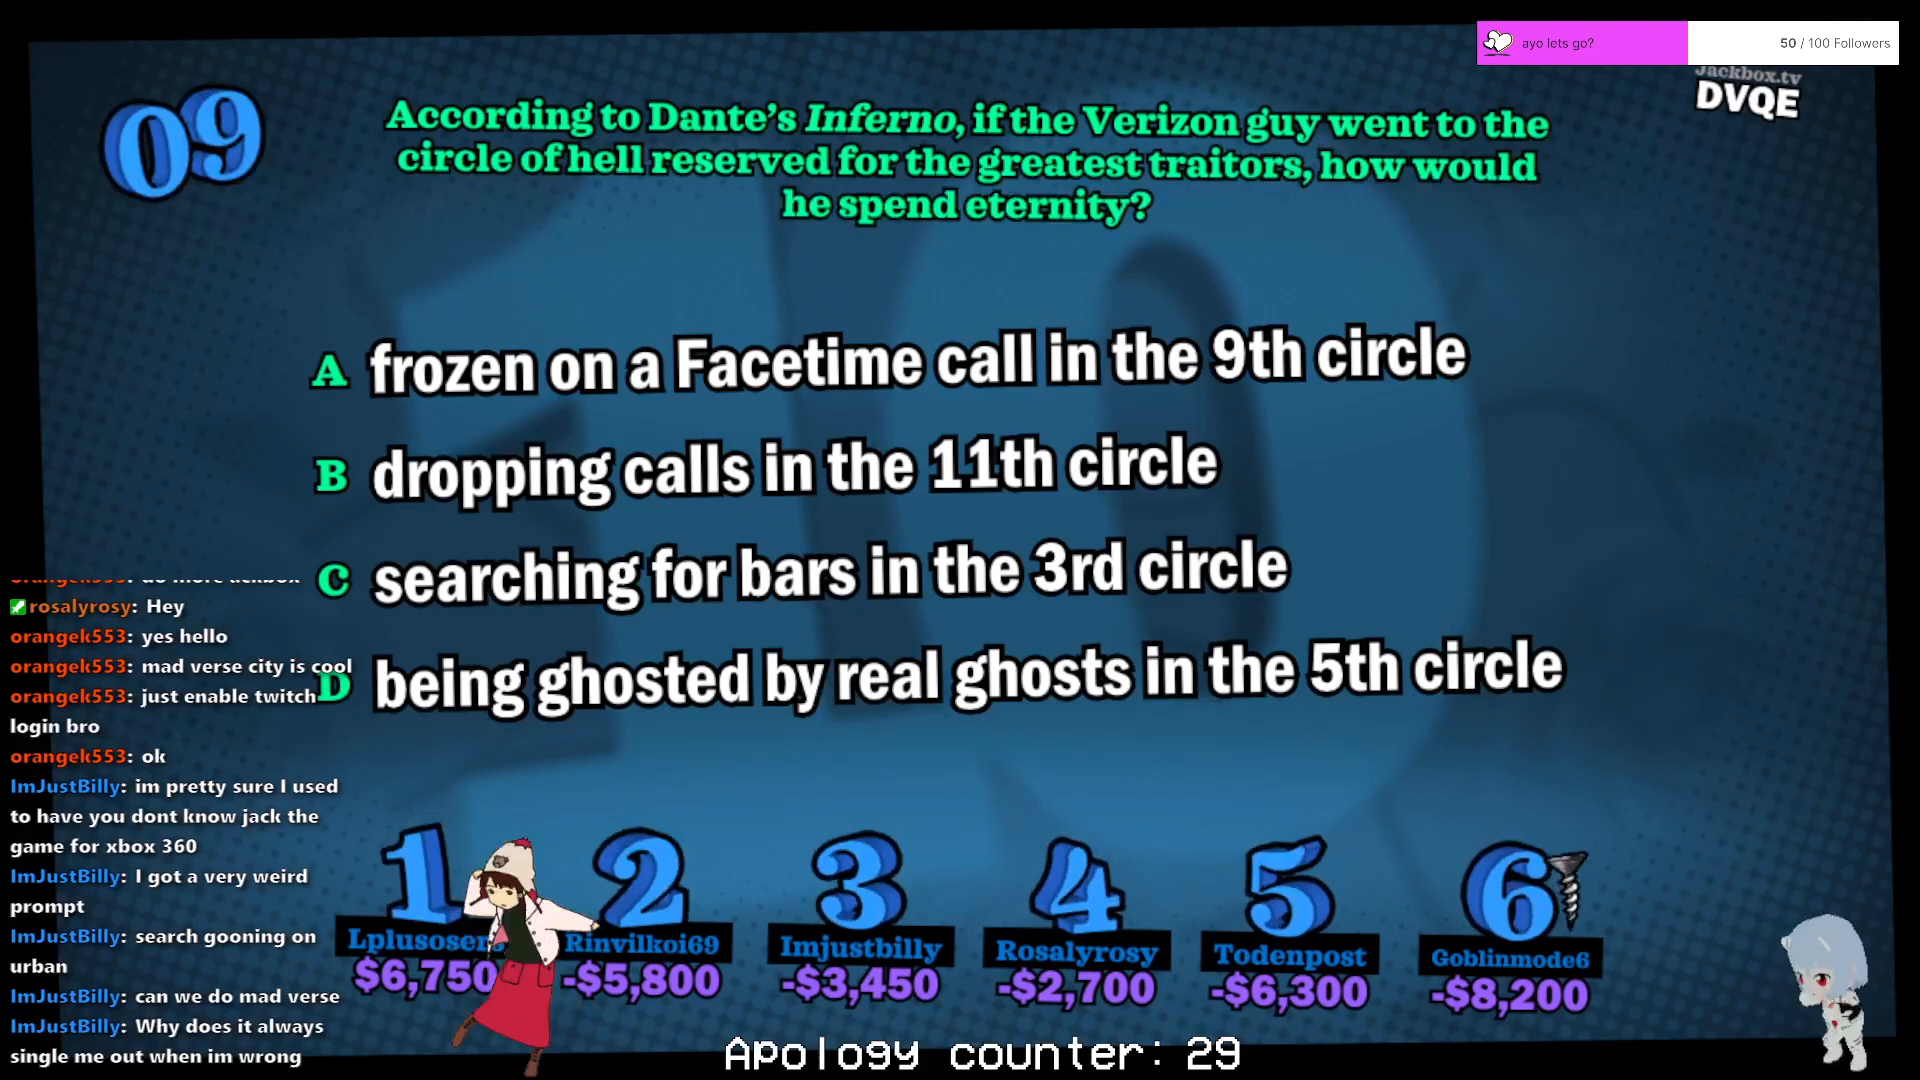 ayo lets go?
50 / 100 Followers
Jackbox.tv
DVQE
09
According to Dante's Inferno, if the Verizon guy went to the
circle of hell reserved for the greatest traitors, how would
he spend eternity?
A frozen on a Facetime call in the 9th circle
B dropping calls in the 11th circle
C searching for bars in the 3rd circle
D being ghosted by real ghosts in the 5th circle
rosalyrosy: Hey
orangek553: yes hello
orangek553: mad verse city is cool
orangek553: just enable twitch
login bro
orangek553: ok
ImJustBilly: im pretty sure I used
to have you dont know jack the
game for xbox 360
ImJustBilly: I got a very weird
prompt
ImJustBilly: search gooning on
urban
ImJustBilly: can we do mad verse
ImJustBilly: Why does it always
single me out when im wrong
1 2 3 4 5 6
Rinvilkoi69 Imjustbilly Rosalyrosy Todenpost Goblinmode6
$6,750 -$5,800 -$3,450 -$2,700 -$6,300 -$8,200
Apology counter: 29